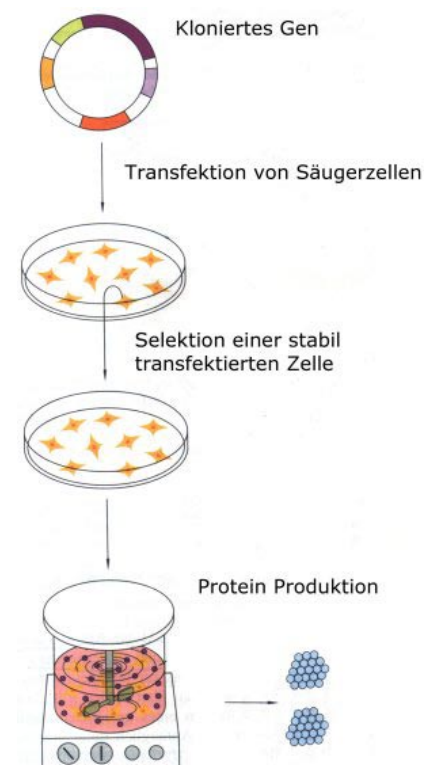 Kloniertes Gen
Transfektion von Säugerzellen
Selektion einer stabil
transfektierten Zelle
Protein Produktion